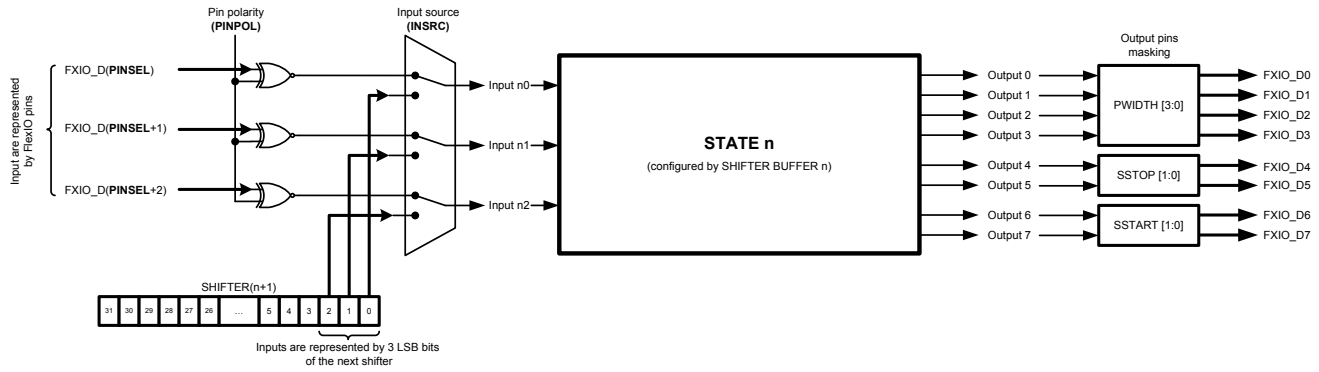 Pin polarity
(PINPOL)
Input source
(INSRC)
Output pins
masking
Input are represented
by FlexIO pins
FXIO_D(PINSEL)
FXIO_D(PINSEL+1)
FXIO_D(PINSEL+2)
Input n0
Input n1
Input n2
STATE n
(configured by SHIFTER BUFFER n)
Output 0
Output 1
Output 2
Output 3
Output 4
Output 5
Output 6
Output 7
PWIDTH [3:0]
SSTOP [1:0]
SSTART [1:0]
FXIO_D0
FXIO_D1
FXIO_D2
FXIO_D3
FXIO_D4
FXIO_D5
FXIO_D6
FXIO_D7
SHIFTER(n+1)
31 30 29 28 27 26 ... 5 4 3 2 1 0
Inputs are represented by 3 LSB bits
of the next shifter